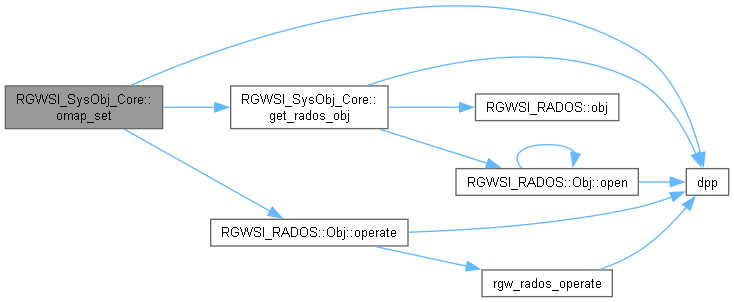 RGWSI_SysObj_Core::
omap_set
RGWSI_SysObj_Core::
get_rados_obj
RGWSI_RADOS::obj
RGWSI_RADOS::Obj::open
dpp
RGWSI_RADOS::Obj::operate
rgw_rados_operate